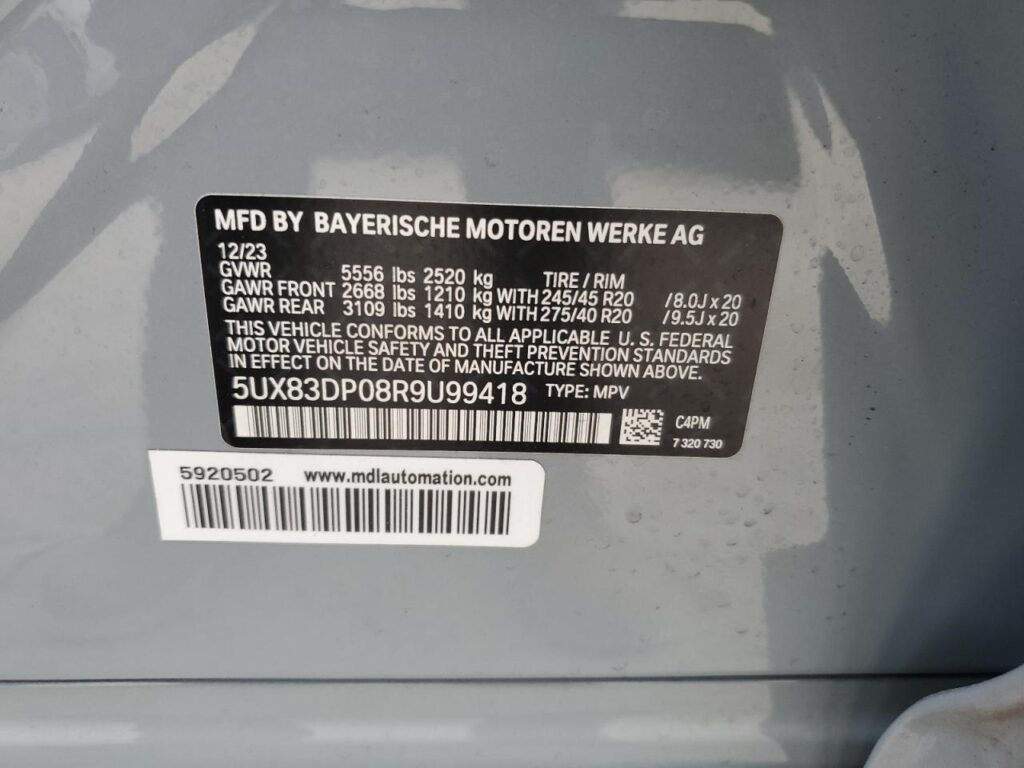 MFD BY BAYERISCHE MOTOREN WERKE AG
12/23
GVWR 5556 lbs 2520 kg TIRE / RIM
GAWR FRONT 2668 lbs 1210 kg WITH 245/45 R20 /8.0J x 20
GAWR REAR 3109 lbs 1410 kg WITH 275/40 R20 /9.5J x 20
THIS VEHICLE CONFORMS TO ALL APPLICABLE U. S. FEDERAL
MOTOR VEHICLE SAFETY AND THEFT PREVENTION STANDARDS
IN EFFECT ON THE DATE OF MANUFACTURE SHOWN ABOVE.
5UX83DP08R9U99418 TYPE: MPV
C4PM
7 320 730
5920502 www.mdlautomation.com